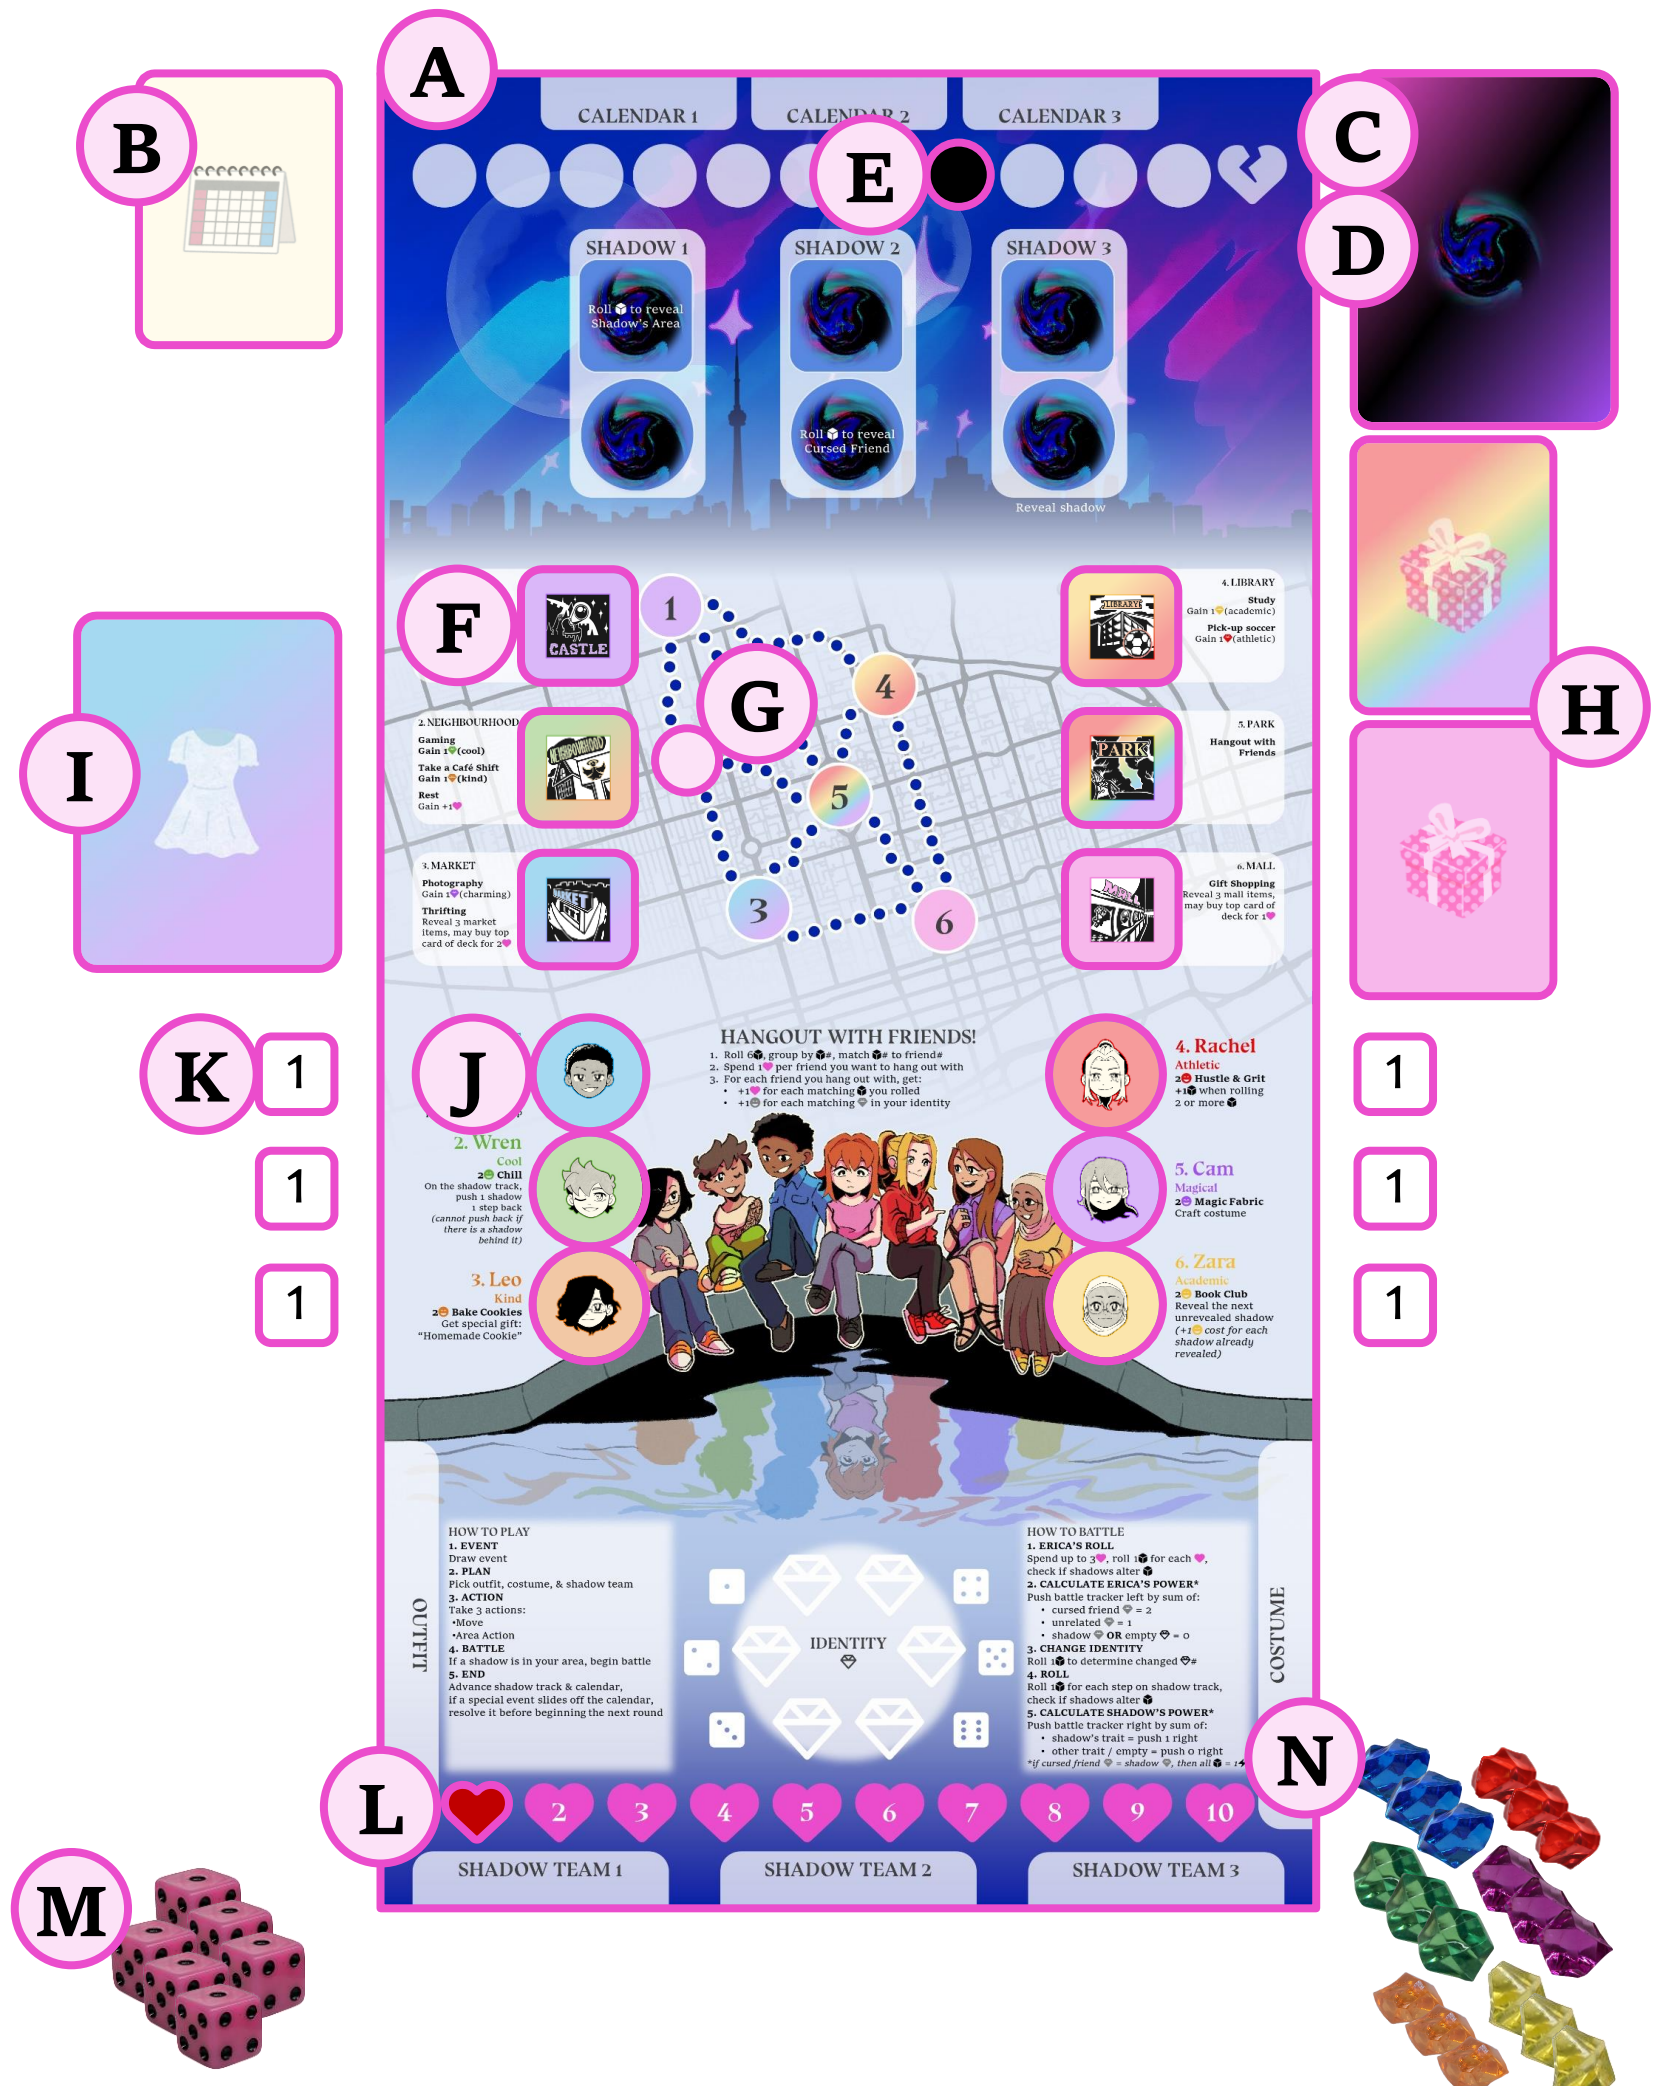 A
B
C
D
CALENDAR 1
CALENDAR 2
CALENDAR 3
E
SHADOW 1
SHADOW 2
SHADOW 3
Roll to reveal
Shadow's Area
Roll to reveal
Cursed Friend
Reveal shadow
F
CASTLE
1
G
4
5
3
6
2. NEIGHBOURHOOD
Gaming
Gain 1 (cool)
Take a Café Shift
Gain 1 (kind)
Rest
Gain +1
NEIGHBOURHOOD
3. MARKET
Photography
Gain 1 (charming)
Thrifting
Reveal 3 market
items, may buy top
card of deck for 2
MARKET
LIBRARY
4. LIBRARY
Study
Gain 1 (academic)
Pick-up soccer
Gain 1 (athletic)
PARK
5. PARK
Hangout with
Friends
MALL
6. MALL
Gift Shopping
Reveal 3 mall items,
may buy top card of
deck for 1
H
I
K
1
1
1
J
2. Wren
Cool
2 Chill
On the shadow track,
push 1 shadow
1 step back
(cannot push back if
there is a shadow
behind it)
3. Leo
Kind
2 Bake Cookies
Get special gift:
"Homemade Cookie"
HANGOUT WITH FRIENDS!
1. Roll 6, group by #, match # to friend#
2. Spend 1 per friend you want to hang out with
3. For each friend you hang out with, get:
• +1 for each matching you rolled
• +1 for each matching in your identity
4. Rachel
Athletic
2 Hustle & Grit
+1 when rolling
2 or more
5. Cam
Magical
2 Magic Fabric
Craft costume
6. Zara
Academic
2 Book Club
Reveal the next
unrevealed shadow
(+1 cost for each
shadow already
revealed)
1
1
1
OUTFIT
HOW TO PLAY
1. EVENT
Draw event
2. PLAN
Pick outfit, costume, & shadow team
3. ACTION
Take 3 actions:
•Move
•Area Action
4. BATTLE
If a shadow is in your area, begin battle
5. END
Advance shadow track & calendar,
if a special event slides off the calendar,
resolve it before beginning the next round
IDENTITY
HOW TO BATTLE
1. ERICA'S ROLL
Spend up to 3, roll 1 for each,
check if shadows alter
2. CALCULATE ERICA'S POWER*
Push battle tracker left by sum of:
• cursed friend = 2
• unrelated = 1
• shadow OR empty = 0
3. CHANGE IDENTITY
Roll 1 to determine changed #
4. ROLL
Roll 1 for each step on shadow track,
check if shadows alter
5. CALCULATE SHADOW'S POWER*
Push battle tracker right by sum of:
• shadow's trait = push 1 right
• other trait / empty = push 0 right
*if cursed friend = shadow, then all = 1
COSTUME
L
2
3
4
5
6
7
8
9
10
N
SHADOW TEAM 1
SHADOW TEAM 2
SHADOW TEAM 3
M